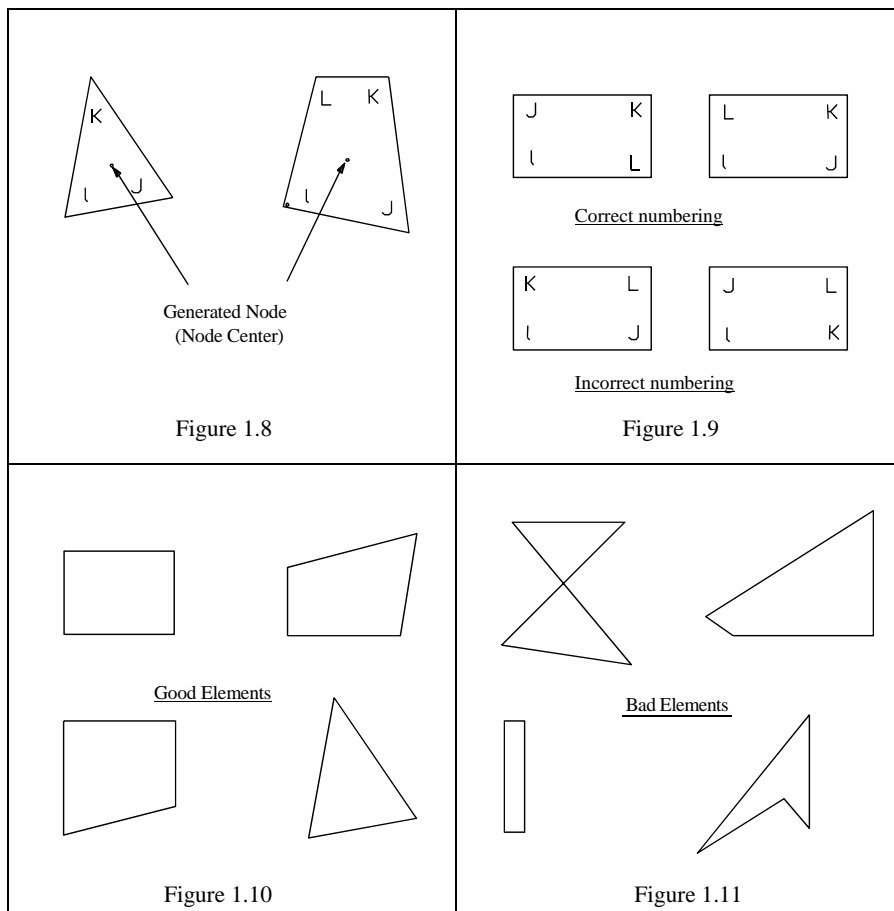 K
I J
L K
I J
Generated Node
(Node Center)
Figure 1.8
J K L K
I L I J
Correct numbering
K L J L
I J I K
Incorrect numbering
Figure 1.9
Good Elements
Figure 1.10
Bad Elements
Figure 1.11